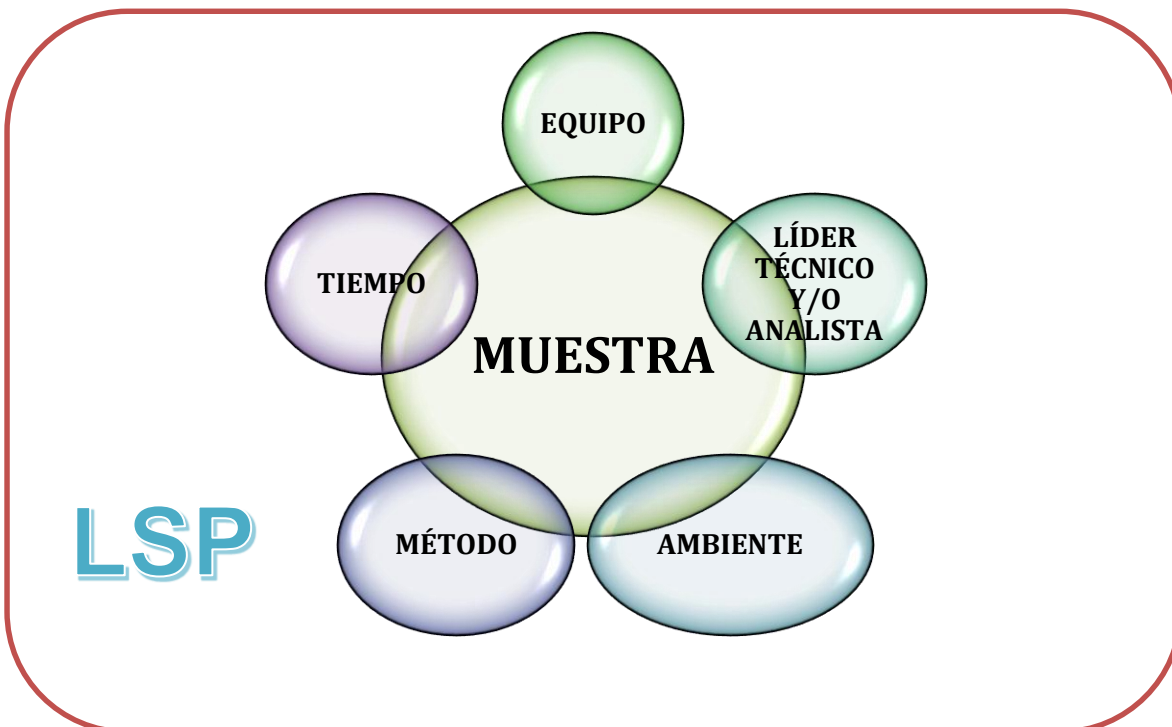 EQUIPO
TIEMPO
LÍDER
TÉCNICO
Y/O
ANALISTA
MUESTRA
MÉTODO
AMBIENTE
LSP